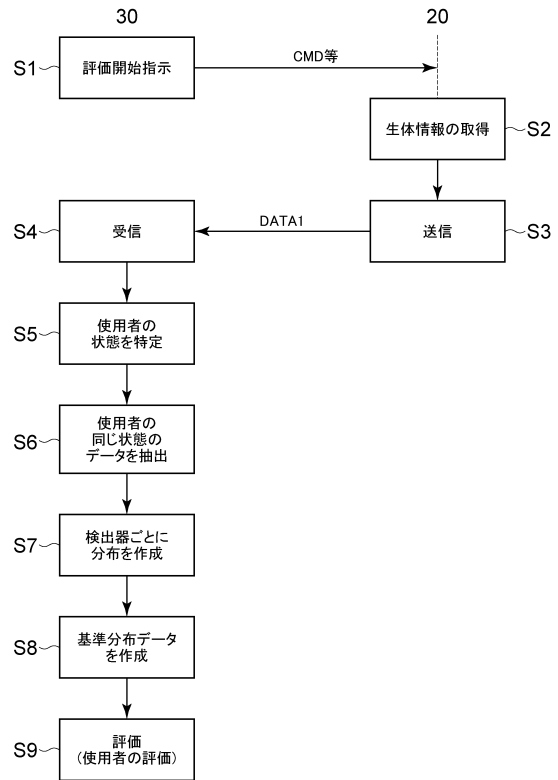 30
20
S1
評価開始指示
CMD等
生体情報の取得
S2
S4
受信
DATA1
送信
S3
S5
使用者の
状態を特定
S6
使用者の
同じ状態の
データを抽出
S7
検出器ごとに
分布を作成
S8
基準分布データ
を作成
S9
評価
(使用者の評価)